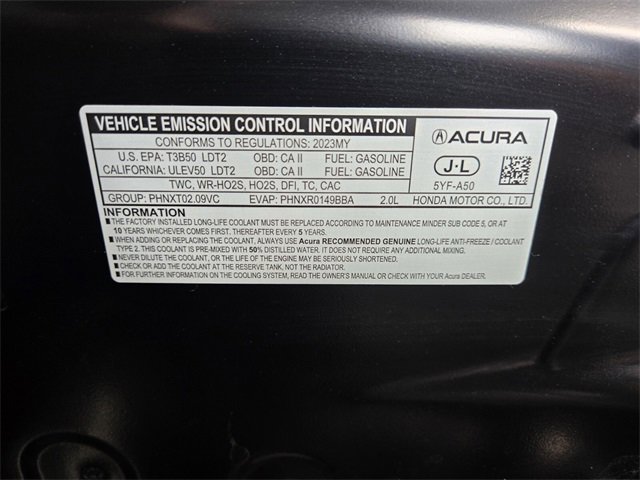 VEHICLE EMISSION CONTROL INFORMATION
CONFORMS TO REGULATIONS: 2023MY
U.S. EPA: T3B50 LDT2 OBD: CA II FUEL: GASOLINE
CALIFORNIA: ULEV50 LDT2 OBD: CA II FUEL: GASOLINE
TWC, WR-HO2S, HO2S, DFI, TC, CAC
ACURA
J·L
5YF-A50
GROUP: PHNXT02.09VC EVAP: PHNXR0149BBA 2.0L HONDA MOTOR CO., LTD.
INFORMATION
■ THE FACTORY INSTALLED LONG-LIFE COOLANT MUST BE CHANGED ACCORDING TO MAINTENANCE MINDER SUB CODE 5, OR AT
10 YEARS WHICHEVER COMES FIRST. THEREAFTER EVERY 5 YEARS.
■ WHEN ADDING OR REPLACING THE COOLANT, ALWAYS USE Acura RECOMMENDED GENUINE LONG-LIFE ANTI-FREEZE / COOLANT
TYPE 2. THIS COOLANT IS PRE-MIXED WITH 50% DISTILLED WATER. IT DOES NOT REQUIRE ANY ADDITIONAL MIXING.
■ NEVER DILUTE THE COOLANT, OR THE LIFE OF THE ENGINE MAY BE SERIOUSLY SHORTENED.
■ CHECK OR ADD THE COOLANT AT THE RESERVE TANK, NOT THE RADIATOR.
■ FOR FURTHER INFORMATION ON THE COOLING SYSTEM, READ THE OWNER'S MANUAL OR CHECK WITH YOUR Acura DEALER.